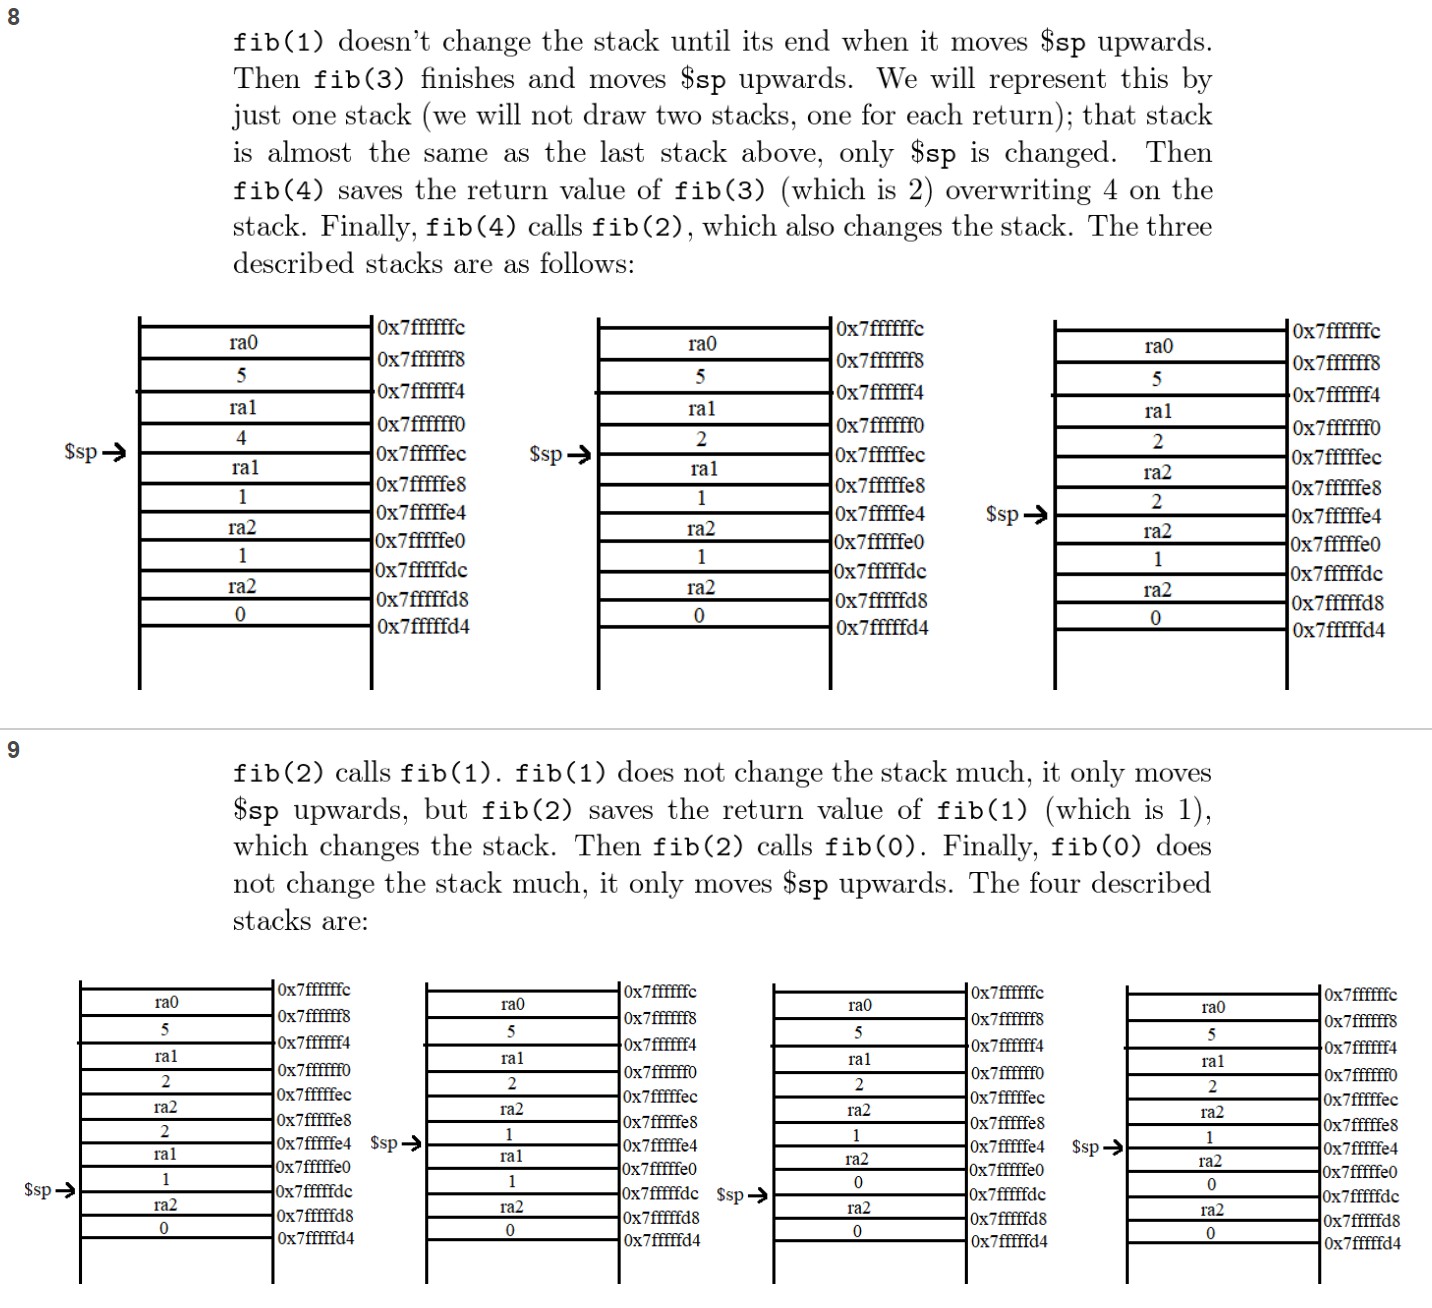 8
fib(1) doesn't change the stack until its end when it moves $sp upwards.
Then fib(3) finishes and moves $sp upwards. We will represent this by
just one stack (we will not draw two stacks, one for each return); that stack
is almost the same as the last stack above, only $sp is changed. Then
fib(4) saves the return value of fib(3) (which is 2) overwriting 4 on the
stack. Finally, fib(4) calls fib(2), which also changes the stack. The three
described stacks are as follows:
0x7ffffffc
ra0
0x7ffffff8
5
0x7ffffff4
ra1
0x7ffffff0
4
$sp → 0x7fffffec
ra1
0x7fffffe8
1
0x7fffffe4
ra2
0x7fffffe0
1
0x7fffffdc
ra2
0x7fffffd8
0
0x7fffffd4
0x7ffffffc
ra0
0x7ffffff8
5
0x7ffffff4
ra1
0x7ffffff0
2
$sp → 0x7fffffec
ra1
0x7fffffe8
1
0x7fffffe4
ra2
0x7fffffe0
1
0x7fffffdc
ra2
0x7fffffd8
0
0x7fffffd4
0x7ffffffc
ra0
0x7ffffff8
5
0x7ffffff4
ra1
0x7ffffff0
2
0x7fffffec
ra2
0x7fffffe8
2
$sp → 0x7fffffe4
ra2
0x7fffffe0
1
0x7fffffdc
ra2
0x7fffffd8
0
0x7fffffd4
9
fib(2) calls fib(1). fib(1) does not change the stack much, it only moves
$sp upwards, but fib(2) saves the return value of fib(1) (which is 1),
which changes the stack. Then fib(2) calls fib(0). Finally, fib(0) does
not change the stack much, it only moves $sp upwards. The four described
stacks are:
0x7ffffffc
ra0
0x7ffffff8
5
0x7ffffff4
ra1
0x7ffffff0
2
0x7fffffec
ra2
0x7fffffe8
2
0x7fffffe4
ra1
0x7fffffe0
1
$sp → 0x7fffffdc
ra2
0x7fffffd8
0
0x7fffffd4
0x7ffffffc
ra0
0x7ffffff8
5
0x7ffffff4
ra1
0x7ffffff0
2
0x7fffffec
ra2
0x7fffffe8
1
$sp → 0x7fffffe4
ra1
0x7fffffe0
1
0x7fffffdc
ra2
0x7fffffd8
0
0x7fffffd4
0x7ffffffc
ra0
0x7ffffff8
5
0x7ffffff4
ra1
0x7ffffff0
2
0x7fffffec
ra2
0x7fffffe8
1
0x7fffffe4
ra2
0x7fffffe0
0
$sp → 0x7fffffdc
ra2
0x7fffffd8
0
0x7fffffd4
0x7ffffffc
ra0
0x7ffffff8
5
0x7ffffff4
ra1
0x7ffffff0
2
0x7fffffec
ra2
0x7fffffe8
1
$sp → 0x7fffffe4
ra2
0x7fffffe0
0
0x7fffffdc
ra2
0x7fffffd8
0
0x7fffffd4